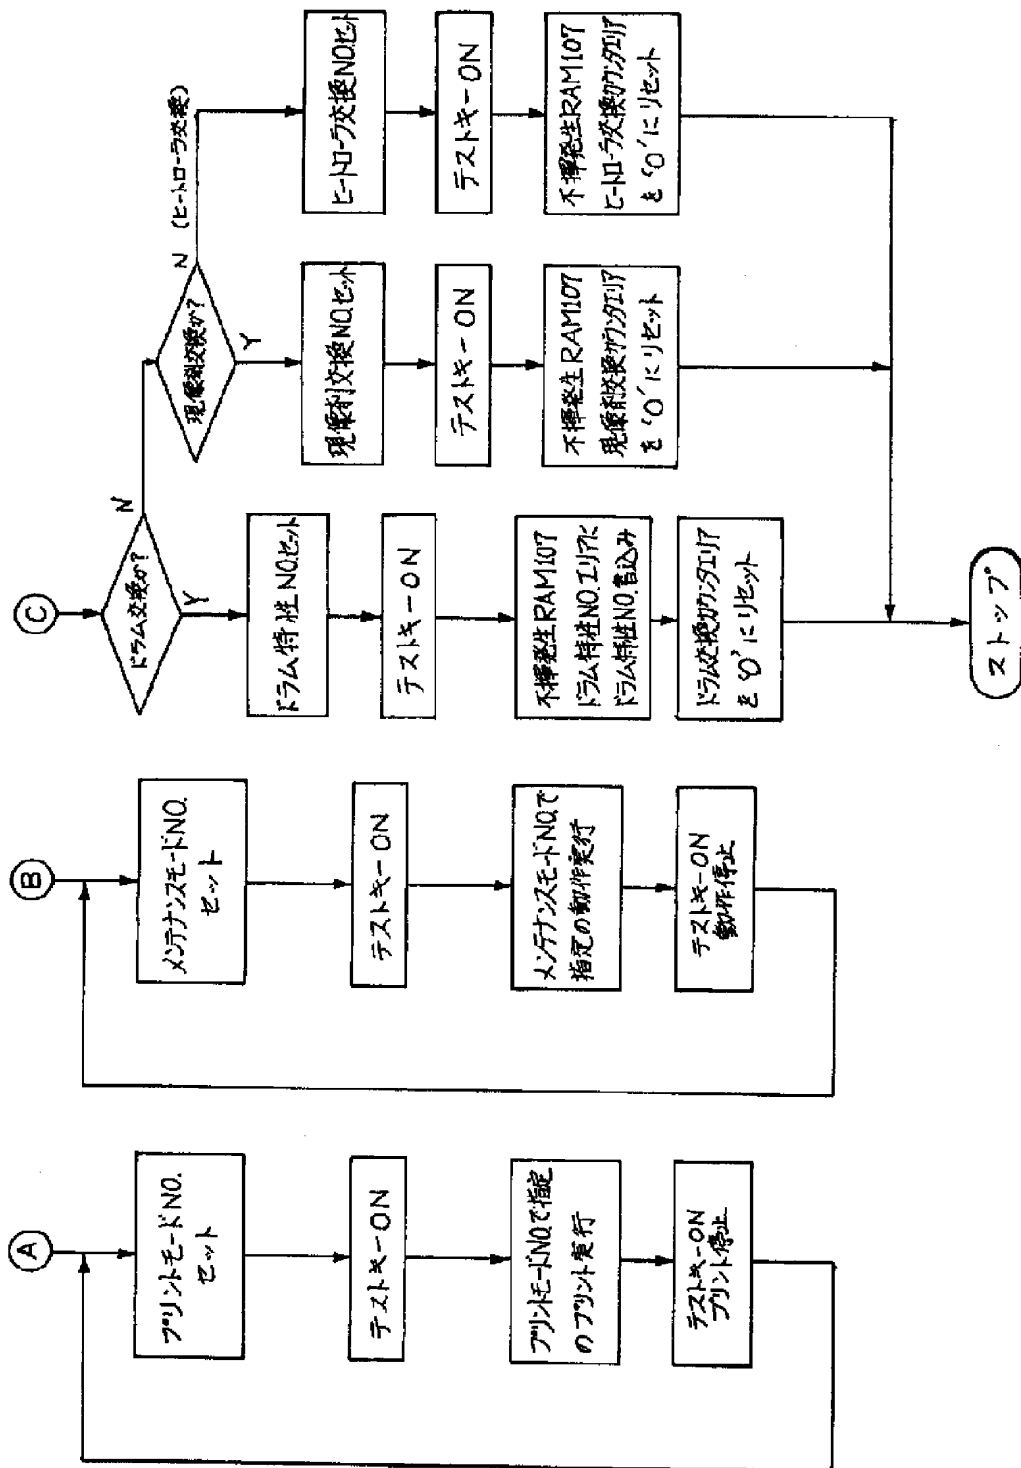 A
プリントモードNO.
セット
テストキーON
プリントモードNO.で指定
のプリント実行
テストキーON
プリント停止
B
メンテナンスモードNO.
セット
テストキーON
メンテナンスモードNO.で
指定の動作実行
テストキーON
動作停止
C
ドラム交換か?
Y
N
ドラム特性NO.セット
テストキーON
不揮発生RAM107
ドラム特性NO.エリアに
ドラム特性NO.書込み
ドラム交換カウンタエリア
を'0'にリセット
現像剤交換か?
Y
N (ヒートローラ交換)
現像剤交換NO.セット
テストキーON
不揮発生RAM107
現像剤交換カウンタエリア
を'0'にリセット
ヒートローラ交換NO.セット
テストキーON
不揮発生RAM107
ヒートローラ交換カウンタエリア
を'0'にリセット
ストップ